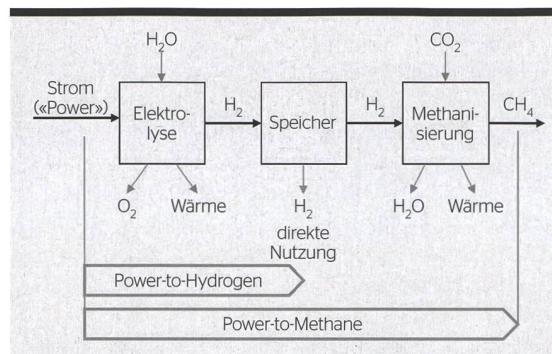 H₂O
CO₂
Strom
(«Power»)
Elektro-
lyse
H₂
Speicher
H₂
Methani-
sierung
CH₄
O₂
Wärme
H₂
direkte
Nutzung
H₂O
Wärme
Power-to-Hydrogen
Power-to-Methane